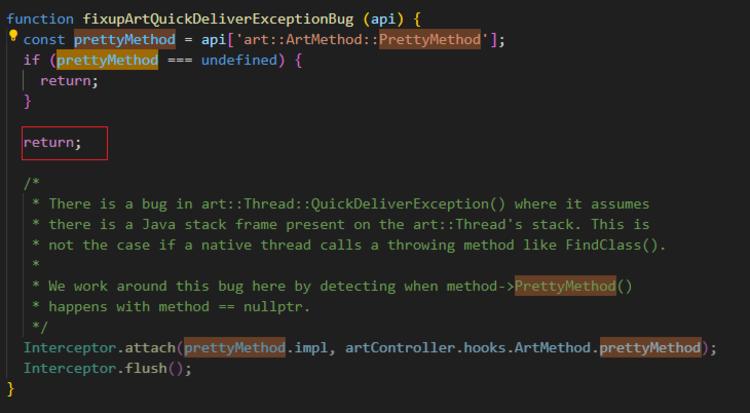 function fixupArtQuickDeliverExceptionBug (api) {
const prettyMethod = api['art::ArtMethod::PrettyMethod'];
if (prettyMethod === undefined) {
return;
}
return;
/*
* There is a bug in art::Thread::QuickDeliverException() where it assumes
* there is a Java stack frame present on the art::Thread's stack. This is
* not the case if a native thread calls a throwing method like FindClass().
*
* We work around this bug here by detecting when method->PrettyMethod()
* happens with method == nullptr.
*/
Interceptor.attach(prettyMethod.impl, artController.hooks.ArtMethod.prettyMethod);
Interceptor.flush();
}